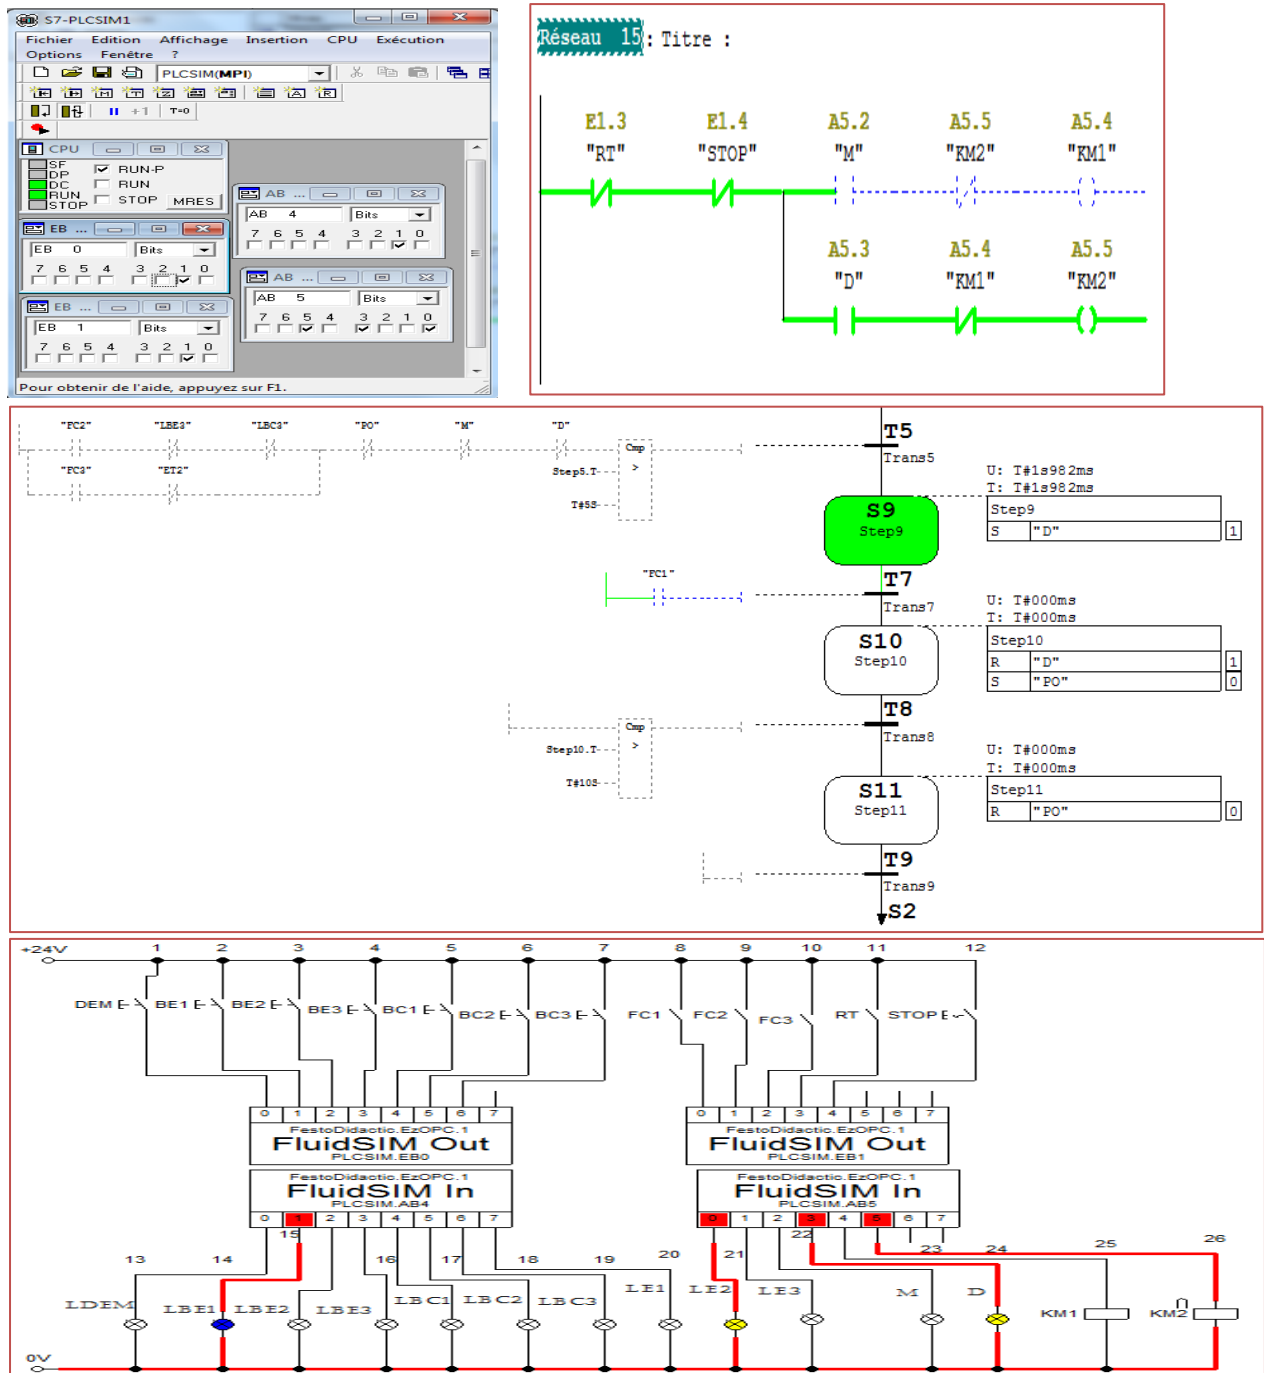 S7-PLCSIM1
Fichier Edition Affichage Insertion CPU Exécution
Options Fenêtre ?
PLCSIM(MPI)
+1 T=0
CPU
SF
DP
DC
RUN
STOP
RUN-P
RUN
STOP MRES
EB ...
EB 0 Bits
7 6 5 4 3 2 1 0
EB ...
EB 1 Bits
7 6 5 4 3 2 1 0
AB ...
AB 4 Bits
7 6 5 4 3 2 1 0
AB ...
AB 5 Bits
7 6 5 4 3 2 1 0
Pour obtenir de l'aide, appuyez sur F1.
Réseau 15 : Titre :
E1.3 E1.4 A5.2 A5.5 A5.4
"RT" "STOP" "M" "KM2" "KM1"
A5.3 A5.4 A5.5
"D" "KM1" "KM2"
"FC2" "LBE3" "LBC3" "PO" "M" "D"
"FC3" "ET2"
Cmp
>
Step5.T
T#5S
T5
Trans5
U: T#1s982ms
T: T#1s982ms
S9
Step9
Step9
S "D" 1
"FC1"
T7
Trans7
U: T#000ms
T: T#000ms
S10
Step10
Step10
R "D" 1
S "PO" 0
Cmp
>
Step10.T
T#10S
T8
Trans8
U: T#000ms
T: T#000ms
S11
Step11
Step11
R "PO" 0
T9
Trans9
S2
+24V 1 2 3 4 5 6 7 8 9 10 11 12
DEM BE1 BE2 BE3 BC1 BC2 BC3 FC1 FC2 FC3 RT STOP
0 1 2 3 4 5 6 7
FestoDidactic.EzOPC.1
FluidSIM Out
PLCSIM.EB0
0 1 2 3 4 5 6 7
FestoDidactic.EzOPC.1
FluidSIM Out
PLCSIM.EB1
FestoDidactic.EzOPC.1
FluidSIM In
PLCSIM.AB4
0 1 2 3 4 5 6 7
FestoDidactic.EzOPC.1
FluidSIM In
PLCSIM.AB5
0 1 2 3 4 5 6 7
13 14 15 16 17 18 19 20 21 22 23 24 25 26
LDEM LBE1 LBE2 LBE3 LBC1 LBC2 LBC3 LE1 LE2 LE3 M D KM1 KM2
0V